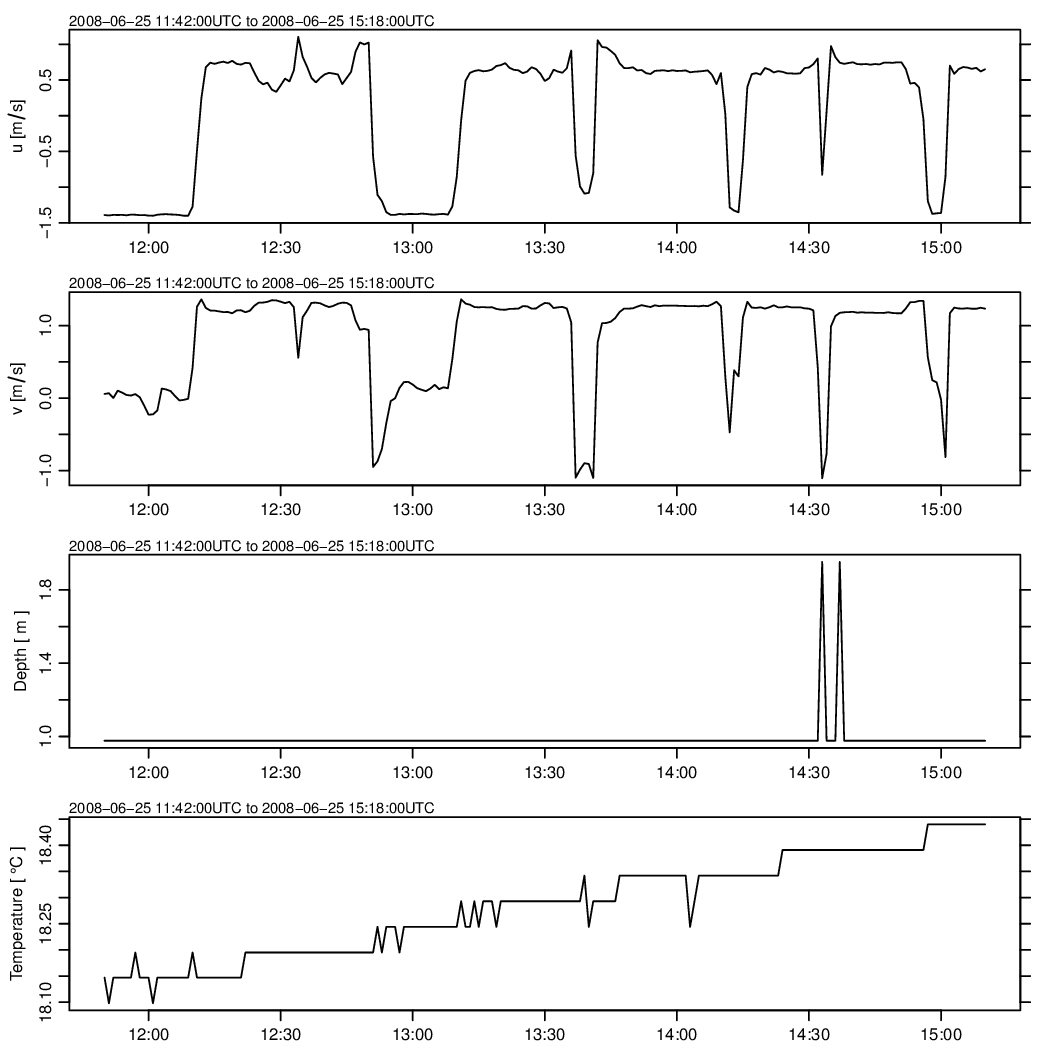 2008−06−25 11:42:00UTC to 2008−06−25 15:18:00UTC
u [m/s]
0.5
−0.5
−1.5
12:00 12:30 13:00 13:30 14:00 14:30 15:00
2008−06−25 11:42:00UTC to 2008−06−25 15:18:00UTC
v [m/s]
1.0
0.0
−1.0
12:00 12:30 13:00 13:30 14:00 14:30 15:00
2008−06−25 11:42:00UTC to 2008−06−25 15:18:00UTC
Depth [ m ]
1.8
1.4
1.0
12:00 12:30 13:00 13:30 14:00 14:30 15:00
2008−06−25 11:42:00UTC to 2008−06−25 15:18:00UTC
Temperature [ °C ]
18.40
18.25
18.10
12:00 12:30 13:00 13:30 14:00 14:30 15:00